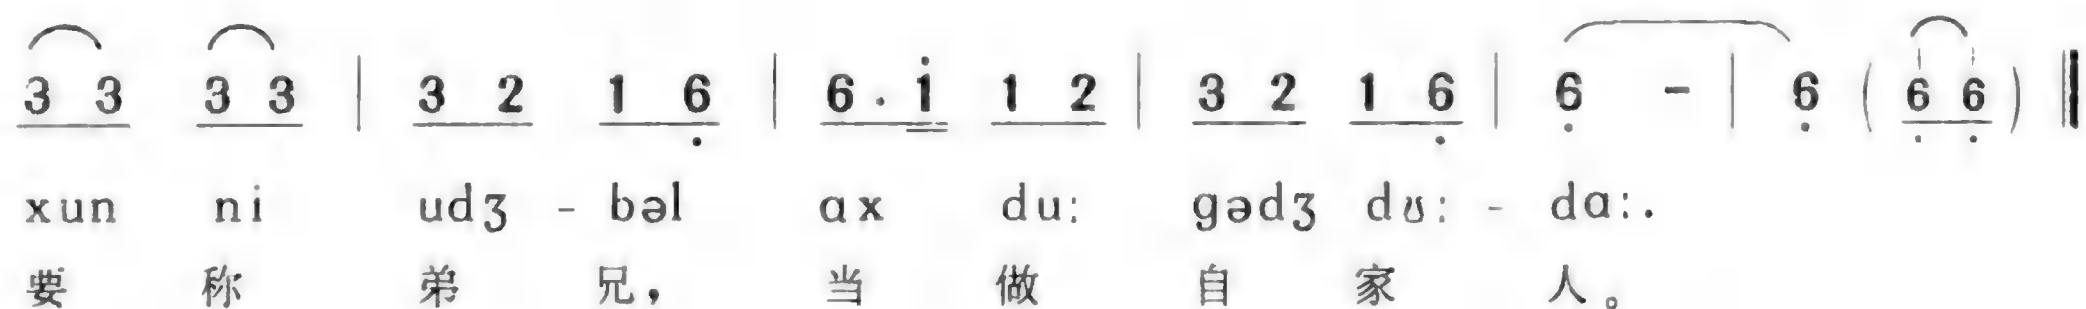 3 3 3 3 | 3 2 1 6̣ | 6 · i̇ 1 2 | 3 2 1 6̣ | 6̣ - | 6̣ ( 6̣ 6̣ ) ‖
xun ni udʒ - bəl ɑx du: gədʒ dʊ: - dɑ:.
要 称 弟 兄， 当 做 自 家 人 。